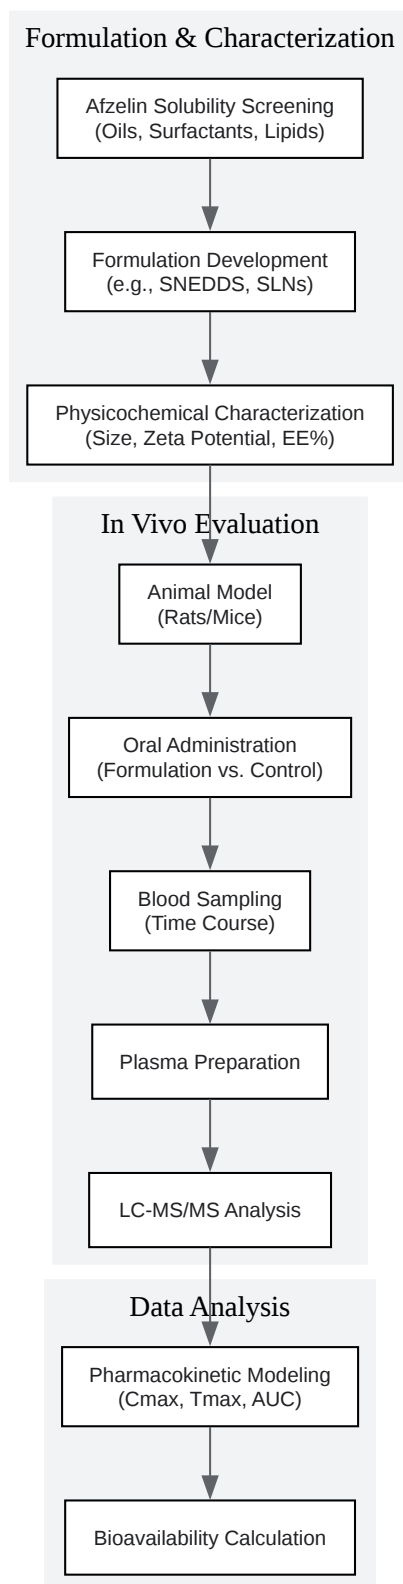 Formulation & Characterization
Afzelin Solubility Screening
(Oils, Surfactants, Lipids)
Formulation Development
(e.g., SNEDDS, SLNs)
Physicochemical Characterization
(Size, Zeta Potential, EE%)
In Vivo Evaluation
Animal Model
(Rats/Mice)
Oral Administration
(Formulation vs. Control)
Blood Sampling
(Time Course)
Plasma Preparation
LC-MS/MS Analysis
Data Analysis
Pharmacokinetic Modeling
(Cmax, Tmax, AUC)
Bioavailability Calculation